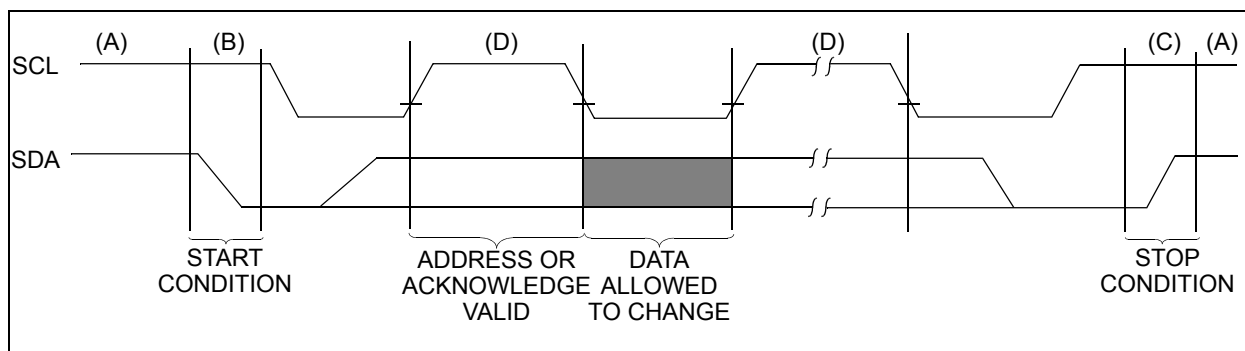 (A) (B) (D) (D) (C) (A)
SCL
SDA
START
CONDITION
ADDRESS OR
ACKNOWLEDGE
VALID
DATA
ALLOWED
TO CHANGE
STOP
CONDITION